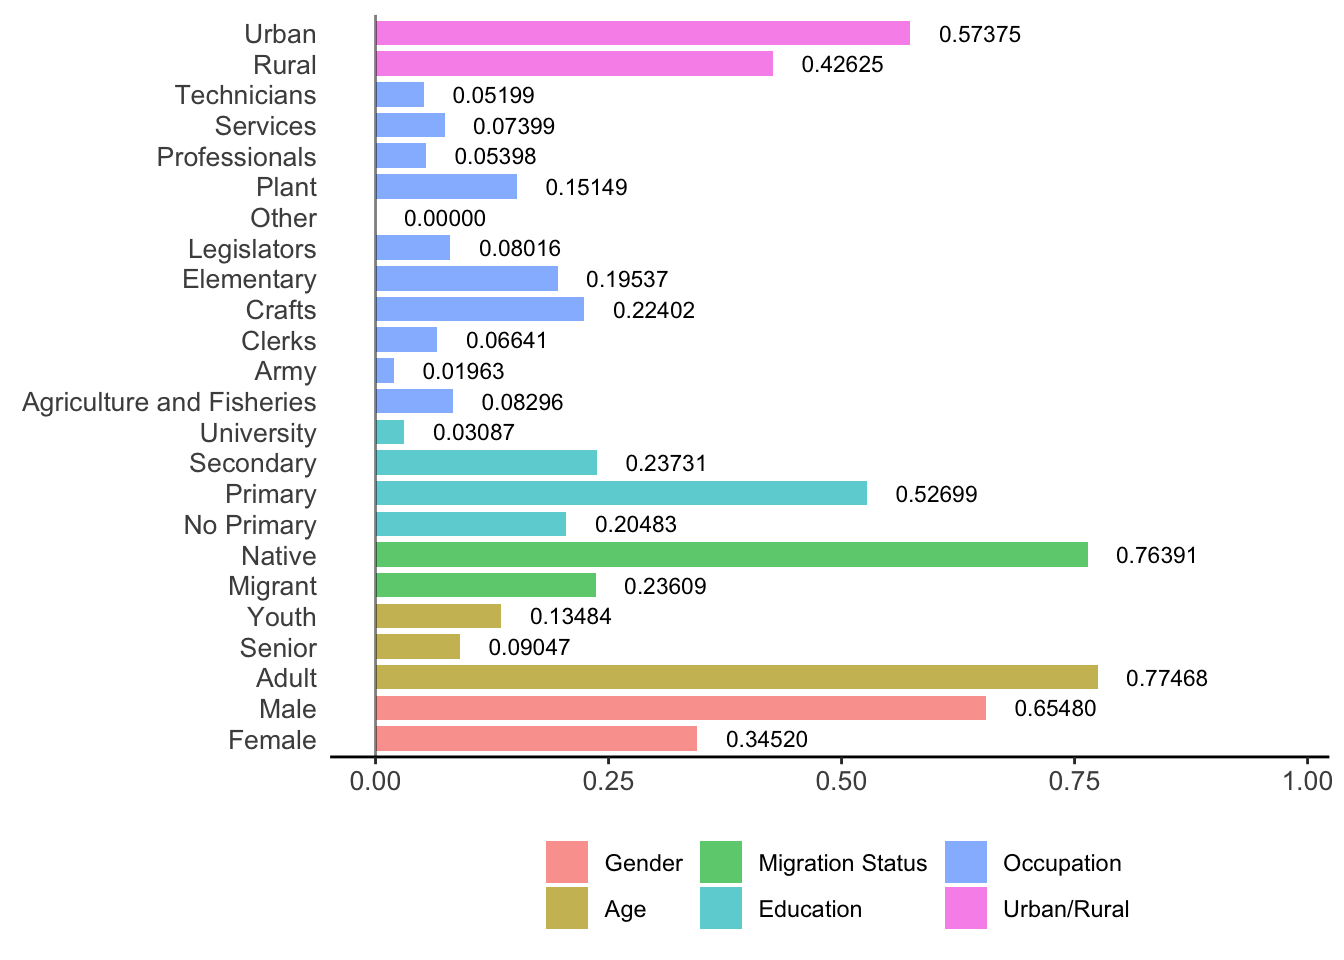 Urban 0.57375
Rural 0.42625
Technicians 0.05199
Services 0.07399
Professionals 0.05398
Plant 0.15149
Other 0.00000
Legislators 0.08016
Elementary 0.19537
Crafts 0.22402
Clerks 0.06641
Army 0.01963
Agriculture and Fisheries 0.08296
University 0.03087
Secondary 0.23731
Primary 0.52699
No Primary 0.20483
Native 0.76391
Migrant 0.23609
Youth 0.13484
Senior 0.09047
Adult 0.77468
Male 0.65480
Female 0.34520
0.00 0.25 0.50 0.75 1.00
Gender Migration Status Occupation
Age Education Urban/Rural